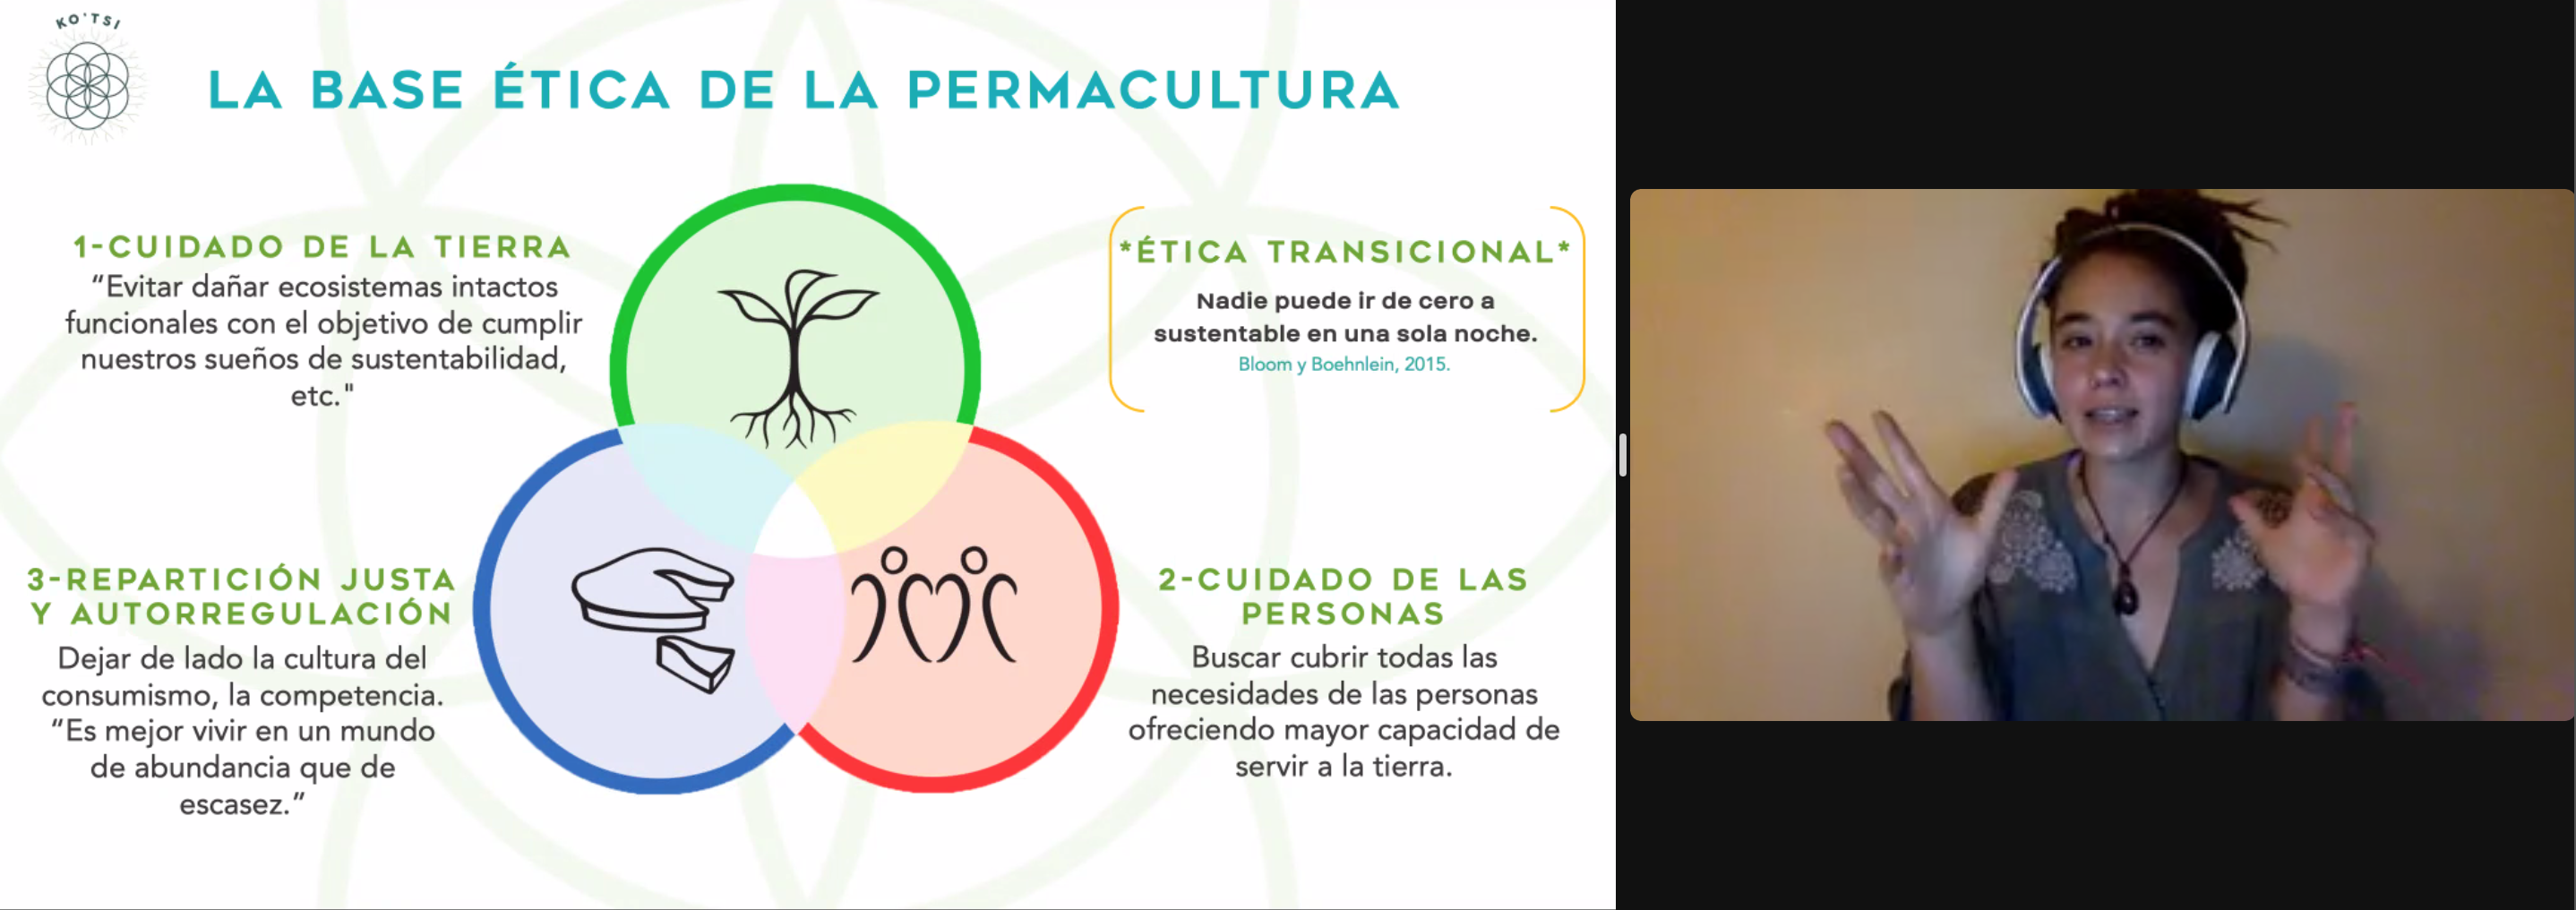 KO'TSI
LA BASE ÉTICA DE LA PERMACULTURA
1-CUIDADO DE LA TIERRA
“Evitar dañar ecosistemas intactos
funcionales con el objetivo de cumplir
nuestros sueños de sustentabilidad,
etc."
*ÉTICA TRANSICIONAL*
Nadie puede ir de cero a
sustentable en una sola noche.
Bloom y Boehnlein, 2015.
3-REPARTICIÓN JUSTA
Y AUTORREGULACIÓN
Dejar de lado la cultura del
consumismo, la competencia.
“Es mejor vivir en un mundo
de abundancia que de
escasez.”
2-CUIDADO DE LAS
PERSONAS
Buscar cubrir todas las
necesidades de las personas
ofreciendo mayor capacidad de
servir a la tierra.